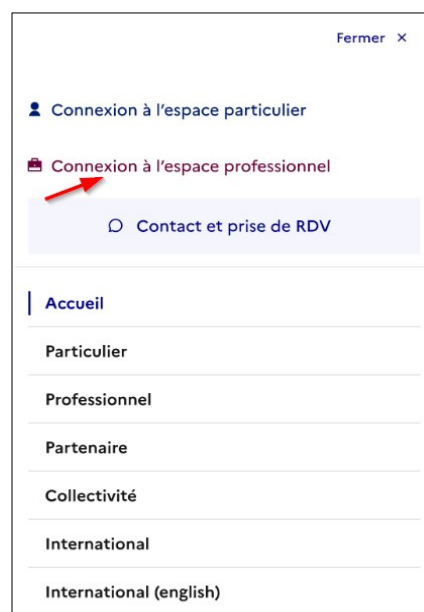 Fermer ×
Connexion à l’espace particulier
Connexion à l’espace professionnel
Contact et prise de RDV
Accueil
Particulier
Professionnel
Partenaire
Collectivité
International
International (english)